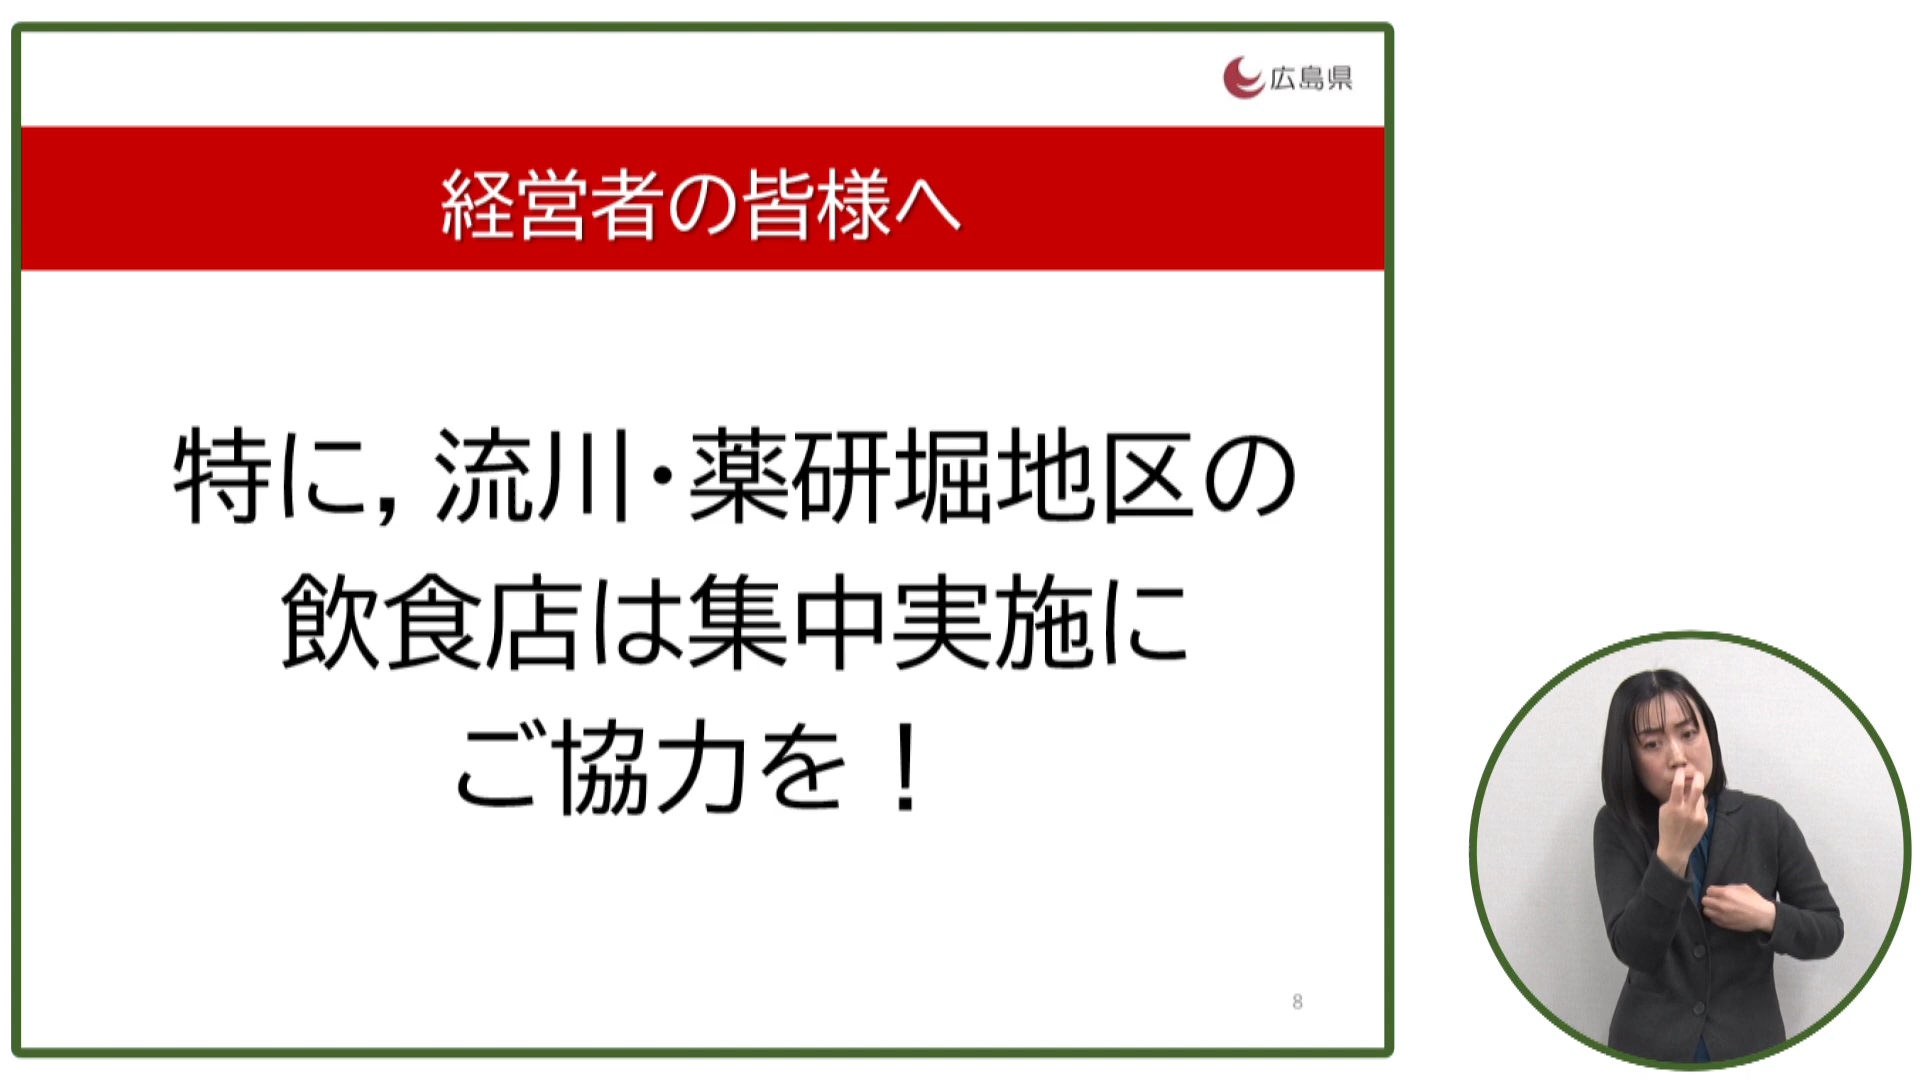 広島県
経営者の皆様へ
特に，流川・薬研堀地区の
飲食店は集中実施に
ご協力を！
8